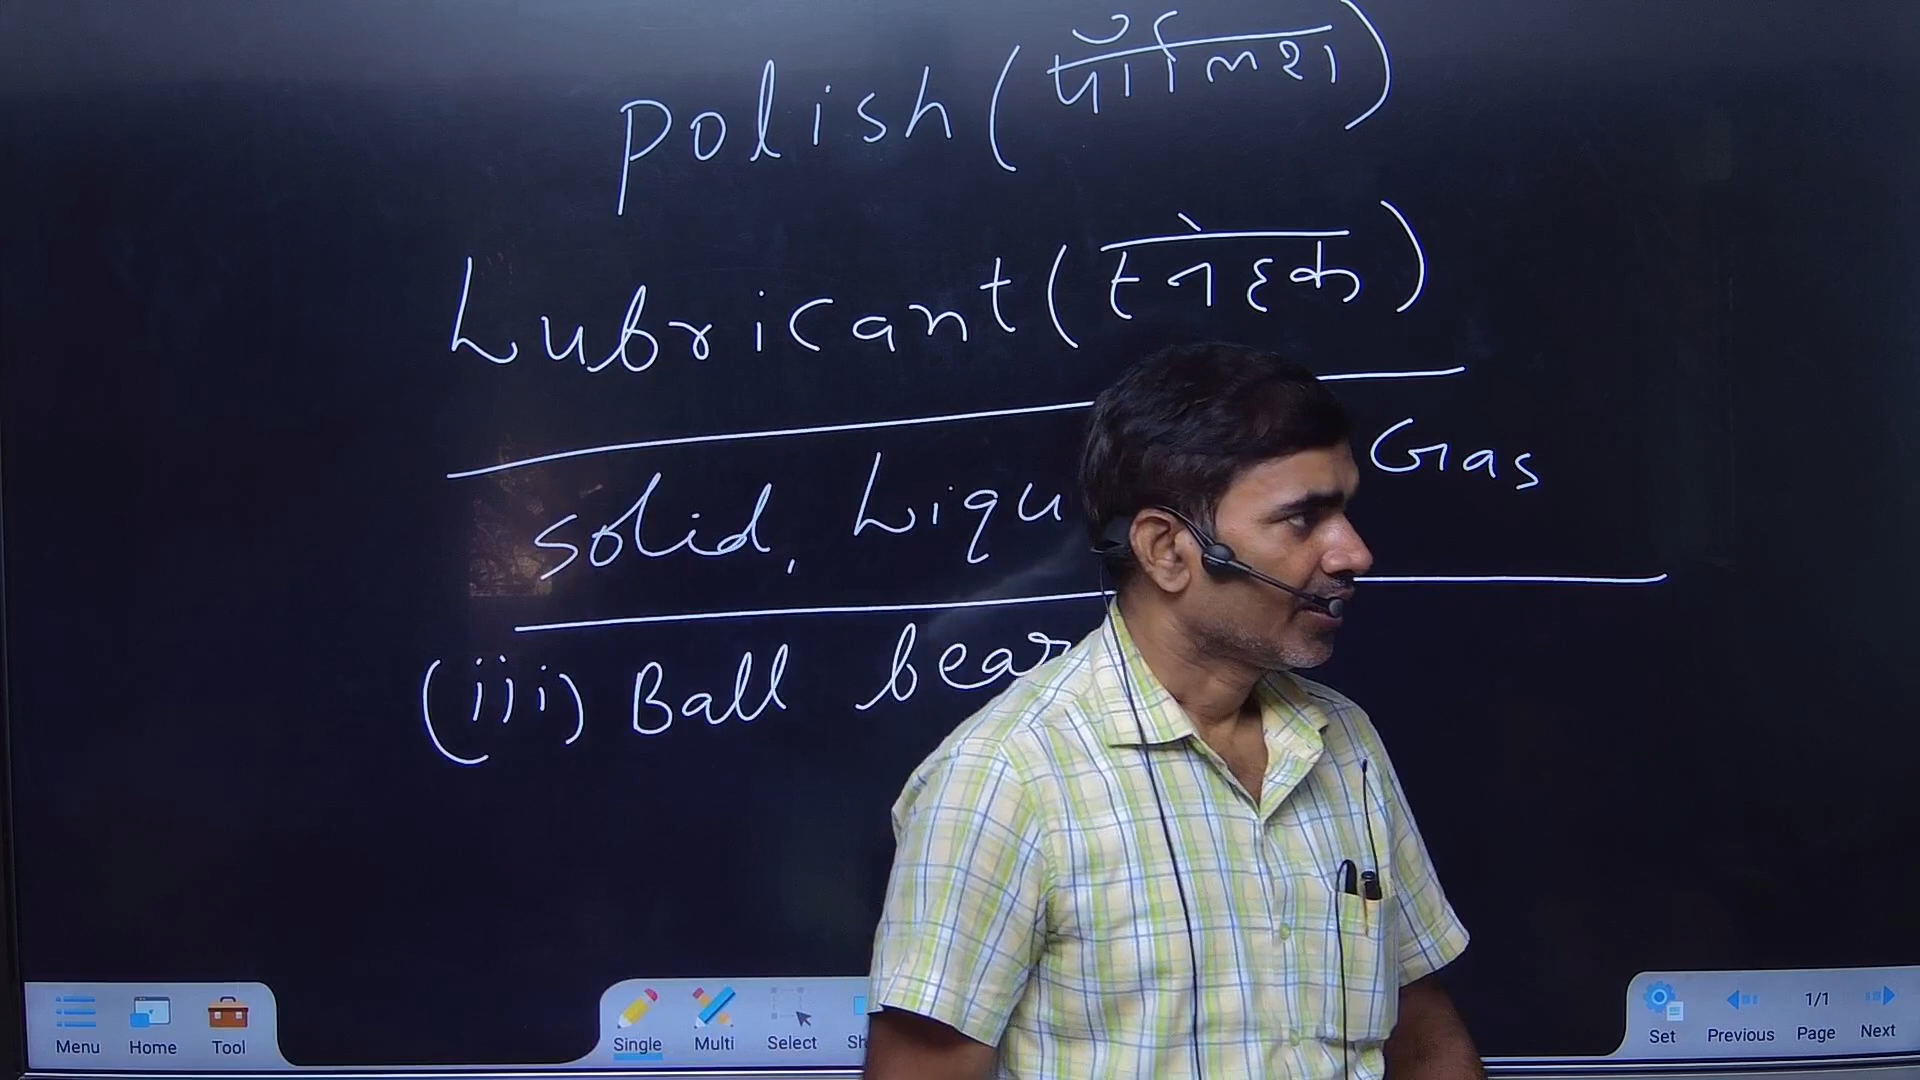 polish (पॉलिश)
Lubricant (स्नेहक)
solid, Liqu Gas
(iii) Ball bear
Menu Home Tool Single Multi Select Sh Set Previous 1/1 Page Next